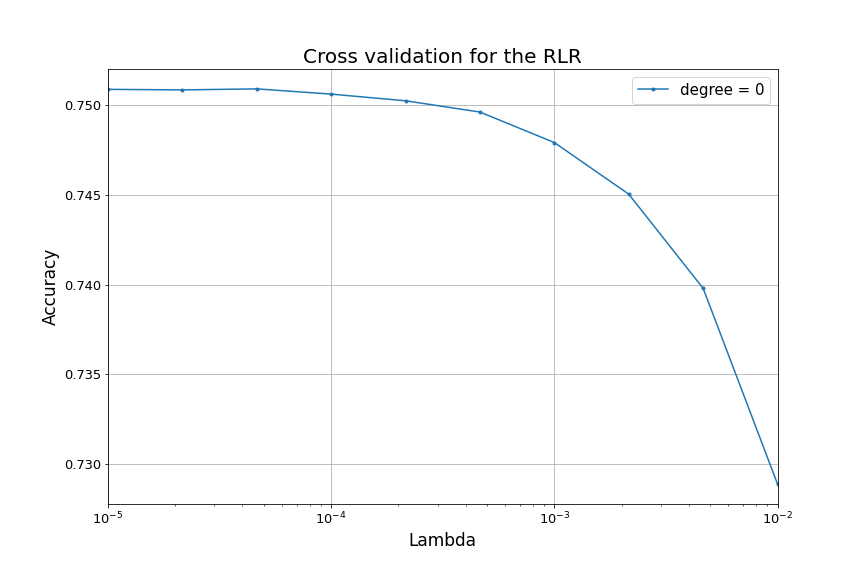 Cross validation for the RLR
degree = 0
Accuracy
0.750
0.745
0.740
0.735
0.730
10⁻⁵ 10⁻⁴ 10⁻³ 10⁻²
Lambda